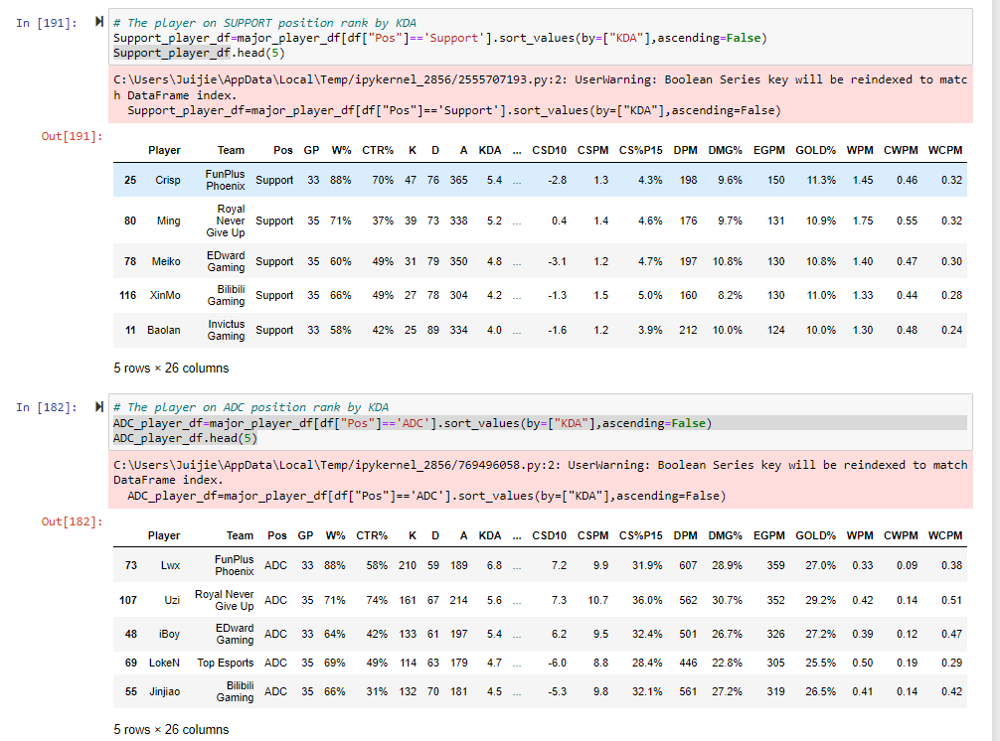 In [191]: # The player on SUPPORT position rank by KDA
Support_player_df=major_player_df[df["Pos"]=='Support'].sort_values(by=["KDA"],ascending=False)
Support_player_df.head(5)
C:\Users\Juijie\AppData\Local\Temp/ipykernel_2856/2555707193.py:2: UserWarning: Boolean Series key will be reindexed to matc
h DataFrame index.
Support_player_df=major_player_df[df["Pos"]=='Support'].sort_values(by=["KDA"],ascending=False)
Out[191]:
Player Team Pos GP W% CTR% K D A KDA ... CSD10 CSPM CS%P15 DPM DMG% EGPM GOLD% WPM CWPM WCPM
25 Crisp FunPlus Phoenix Support 33 88% 70% 47 76 365 5.4 ... -2.8 1.3 4.3% 198 9.6% 150 11.3% 1.45 0.46 0.32
80 Ming Royal Never Give Up Support 35 71% 37% 39 73 338 5.2 ... 0.4 1.4 4.6% 176 9.7% 131 10.9% 1.75 0.55 0.32
78 Meiko EDward Gaming Support 35 60% 49% 31 79 350 4.8 ... -3.1 1.2 4.7% 197 10.8% 130 10.8% 1.40 0.47 0.30
116 XinMo Bilibili Gaming Support 35 66% 49% 27 78 304 4.2 ... -1.3 1.5 5.0% 160 8.2% 130 11.0% 1.33 0.44 0.28
11 Baolan Invictus Gaming Support 33 58% 42% 25 89 334 4.0 ... -1.6 1.2 3.9% 212 10.0% 124 10.0% 1.30 0.48 0.24
5 rows × 26 columns
In [182]: # The player on ADC position rank by KDA
ADC_player_df=major_player_df[df["Pos"]=='ADC'].sort_values(by=["KDA"],ascending=False)
ADC_player_df.head(5)
C:\Users\Juijie\AppData\Local\Temp/ipykernel_2856/769496058.py:2: UserWarning: Boolean Series key will be reindexed to match
DataFrame index.
ADC_player_df=major_player_df[df["Pos"]=='ADC'].sort_values(by=["KDA"],ascending=False)
Out[182]:
Player Team Pos GP W% CTR% K D A KDA ... CSD10 CSPM CS%P15 DPM DMG% EGPM GOLD% WPM CWPM WCPM
73 Lwx FunPlus Phoenix ADC 33 88% 58% 210 59 189 6.8 ... 7.2 9.9 31.9% 607 28.9% 359 27.0% 0.33 0.09 0.38
107 Uzi Royal Never Give Up ADC 35 71% 74% 161 67 214 5.6 ... 7.3 10.7 36.0% 562 30.7% 352 29.2% 0.42 0.14 0.51
48 iBoy EDward Gaming ADC 33 64% 42% 133 61 197 5.4 ... 6.2 9.5 32.4% 501 26.7% 326 27.2% 0.39 0.12 0.47
69 LokeN Top Esports ADC 35 69% 49% 114 63 179 4.7 ... -6.0 8.8 28.4% 446 22.8% 305 25.5% 0.50 0.19 0.29
55 Jinjiao Bilibili Gaming ADC 35 66% 31% 132 70 181 4.5 ... -5.3 9.8 32.1% 561 27.2% 319 26.5% 0.41 0.14 0.42
5 rows × 26 columns